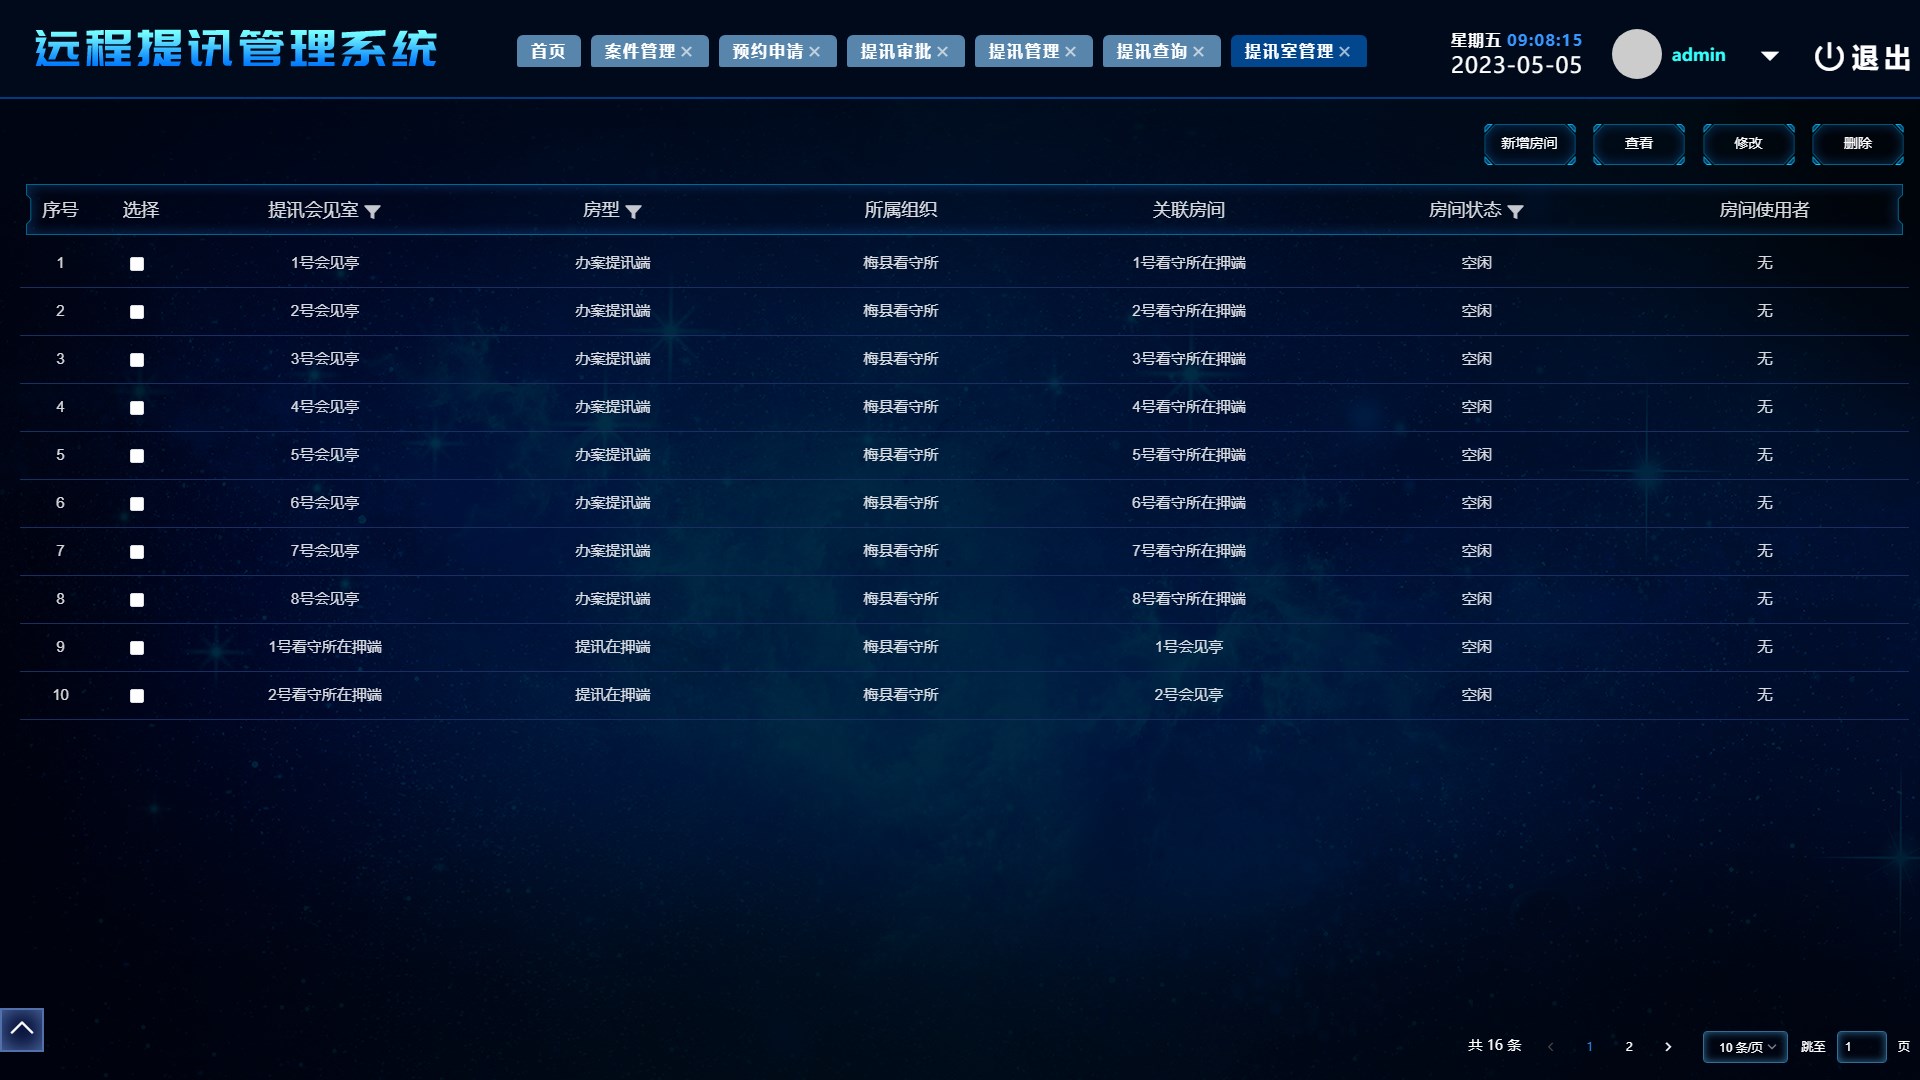 远程提讯管理系统
首页 案件管理 预约申请 提讯审批 提讯管理 提讯查询 提讯室管理
星期五 09:08:15
2023-05-05
admin
退出
新增房间 查看 修改 删除
序号 选择 提讯会见室 房型 所属组织 关联房间 房间状态 房间使用者
1 1号会见亭 办案提讯端 梅县看守所 1号看守所在押端 空闲 无
2 2号会见亭 办案提讯端 梅县看守所 2号看守所在押端 空闲 无
3 3号会见亭 办案提讯端 梅县看守所 3号看守所在押端 空闲 无
4 4号会见亭 办案提讯端 梅县看守所 4号看守所在押端 空闲 无
5 5号会见亭 办案提讯端 梅县看守所 5号看守所在押端 空闲 无
6 6号会见亭 办案提讯端 梅县看守所 6号看守所在押端 空闲 无
7 7号会见亭 办案提讯端 梅县看守所 7号看守所在押端 空闲 无
8 8号会见亭 办案提讯端 梅县看守所 8号看守所在押端 空闲 无
9 1号看守所在押端 提讯在押端 梅县看守所 1号会见亭 空闲 无
10 2号看守所在押端 提讯在押端 梅县看守所 2号会见亭 空闲 无
共 16 条 1 2 10 条/页 跳至 1 页